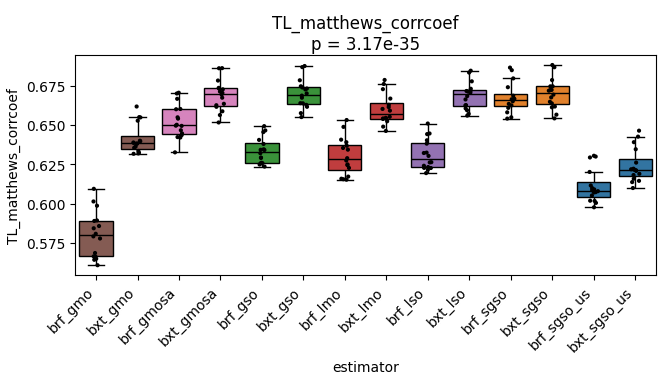 TL_matthews_corrcoef
p = 3.17e-35
TL_matthews_corrcoef
0.675
0.650
0.625
0.600
0.575
brf_gmo
bxt_gmo
brf_gmosa
bxt_gmosa
brf_gso
bxt_gso
brf_lmo
bxt_lmo
brf_lso
bxt_lso
brf_sgso
bxt_sgso
brf_sgso_us
bxt_sgso_us
estimator